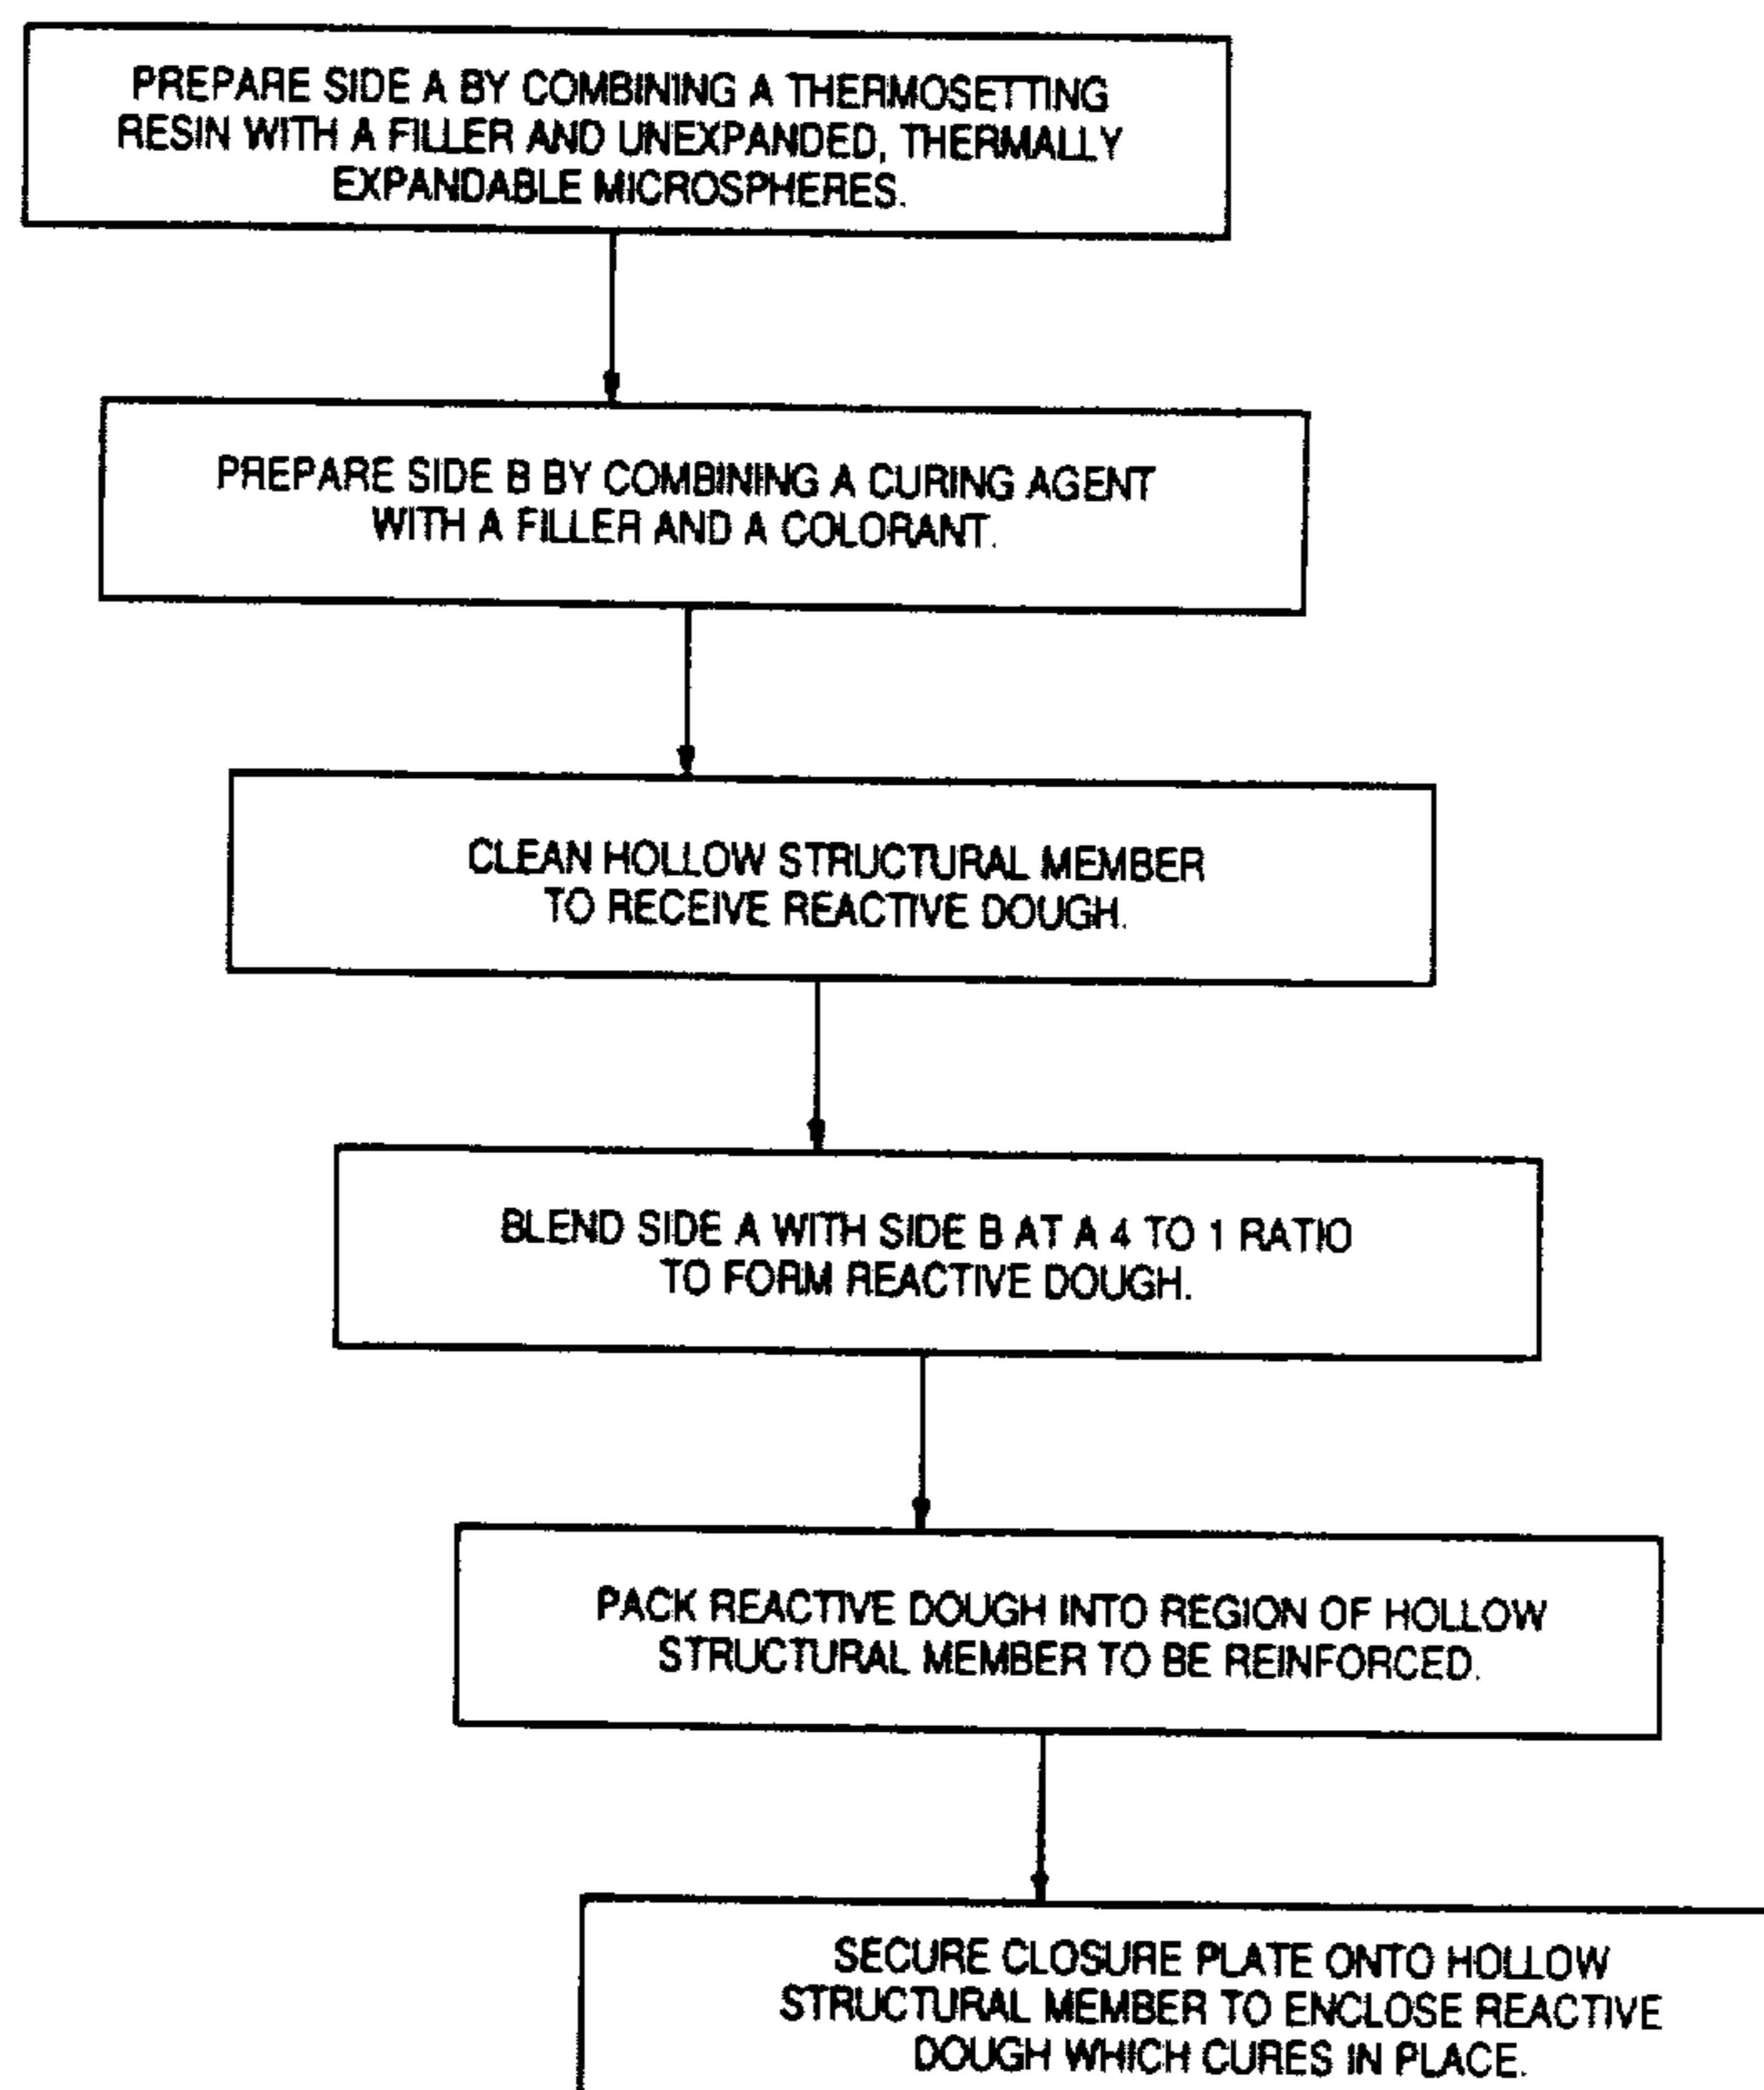 PREPARE SIDE A BY COMBINING A THERMOSETTING
RESIN WITH A FILLER AND UNEXPANDED, THERMALLY
EXPANDABLE MICROSPHERES.
PREPARE SIDE B BY COMBINING A CURING AGENT
WITH A FILLER AND A COLORANT.
CLEAN HOLLOW STRUCTURAL MEMBER
TO RECEIVE REACTIVE DOUGH.
BLEND SIDE A WITH SIDE B AT A 4 TO 1 RATIO
TO FORM REACTIVE DOUGH.
PACK REACTIVE DOUGH INTO REGION OF HOLLOW
STRUCTURAL MEMBER TO BE REINFORCED.
SECURE CLOSURE PLATE ONTO HOLLOW
STRUCTURAL MEMBER TO ENCLOSE REACTIVE
DOUGH WHICH CURES IN PLACE.